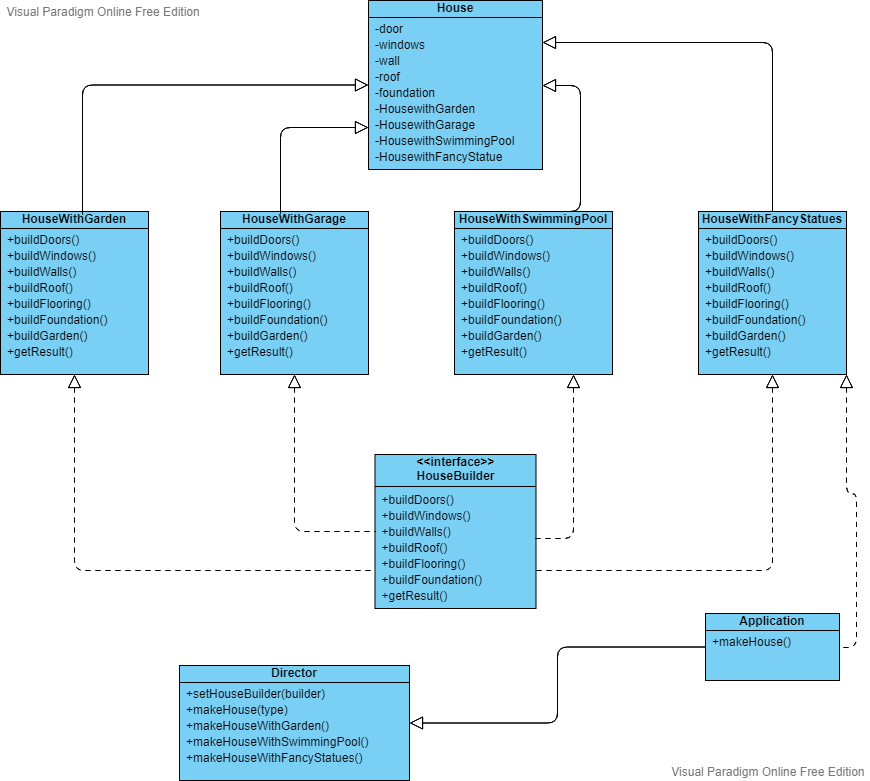 Visual Paradigm Online Free Edition
House
-door
-windows
-wall
-roof
-foundation
-HousewithGarden
-HousewithGarage
-HousewithSwimmingPool
-HousewithFancyStatue
HouseWithGarden
+buildDoors()
+buildWindows()
+buildWalls()
+buildRoof()
+buildFlooring()
+buildFoundation()
+buildGarden()
+getResult()
HouseWithGarage
+buildDoors()
+buildWindows()
+buildWalls()
+buildRoof()
+buildFlooring()
+buildFoundation()
+buildGarden()
+getResult()
HouseWithSwimmingPool
+buildDoors()
+buildWindows()
+buildWalls()
+buildRoof()
+buildFlooring()
+buildFoundation()
+buildGarden()
+getResult()
HouseWithFancyStatues
+buildDoors()
+buildWindows()
+buildWalls()
+buildRoof()
+buildFlooring()
+buildFoundation()
+buildGarden()
+getResult()
<<interface>>
HouseBuilder
+buildDoors()
+buildWindows()
+buildWalls()
+buildRoof()
+buildFlooring()
+buildFoundation()
+getResult()
Application
+makeHouse()
Director
+setHouseBuilder(builder)
+makeHouse(type)
+makeHouseWithGarden()
+makeHouseWithSwimmingPool()
+makeHouseWithFancyStatues()
Visual Paradigm Online Free Edition